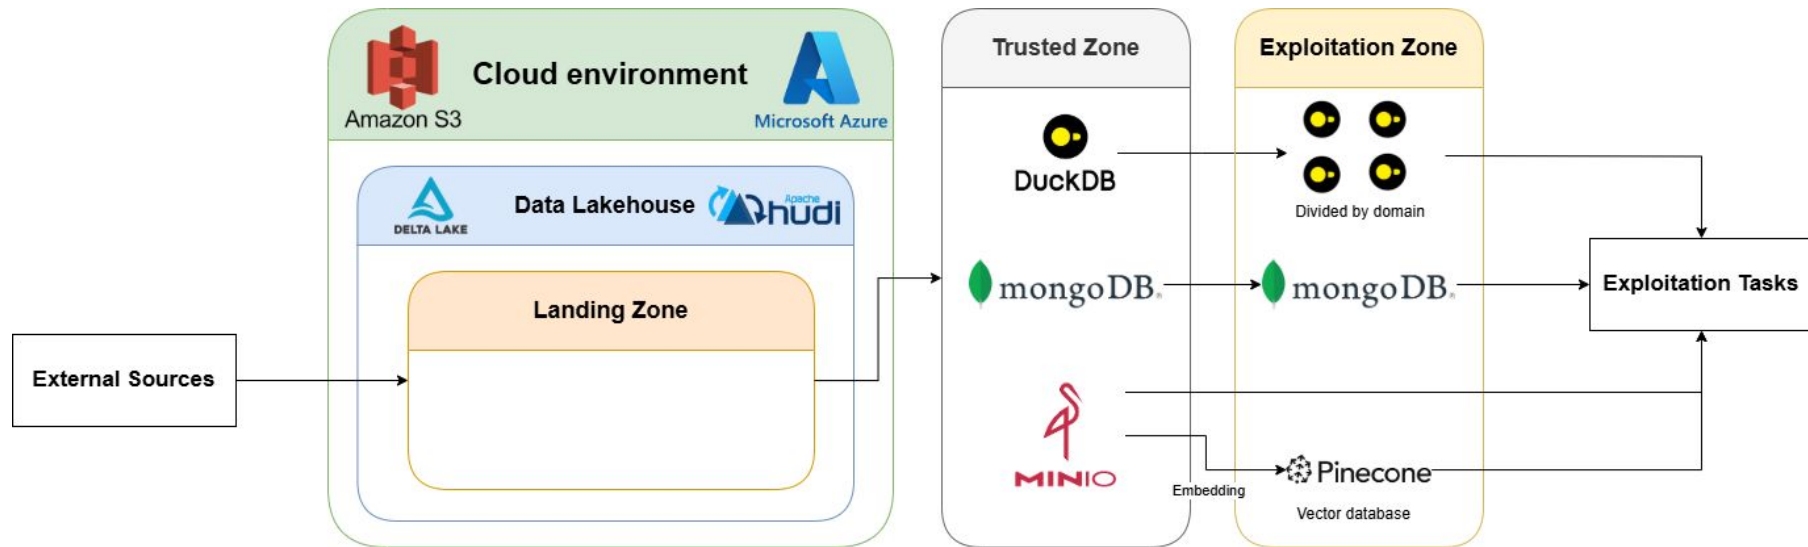 Cloud environment
Amazon S3
Microsoft Azure
DELTA LAKE
Data Lakehouse
Apache
hudi
Landing Zone
External Sources
Trusted Zone
DuckDB
mongoDB®
MINIO
Embedding
Exploitation Zone
Divided by domain
mongoDB®
Pinecone
Vector database
Exploitation Tasks